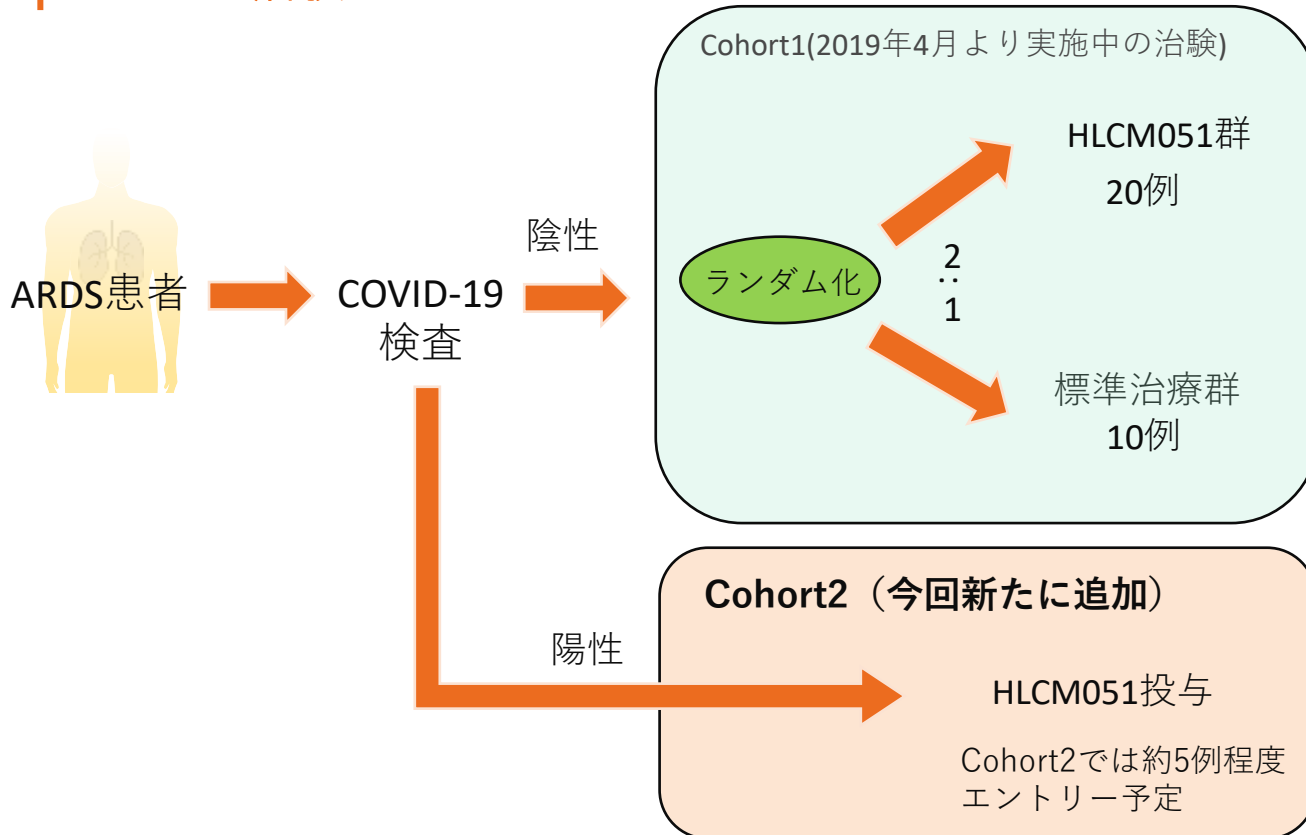 Cohort1(2019年4月より実施中の治験)
HLCM051群
20例
陰性
ランダム化
2:1
ARDS患者
COVID-19
検査
標準治療群
10例
Cohort2（今回新たに追加）
陽性
HLCM051投与
Cohort2では約5例程度
エントリー予定